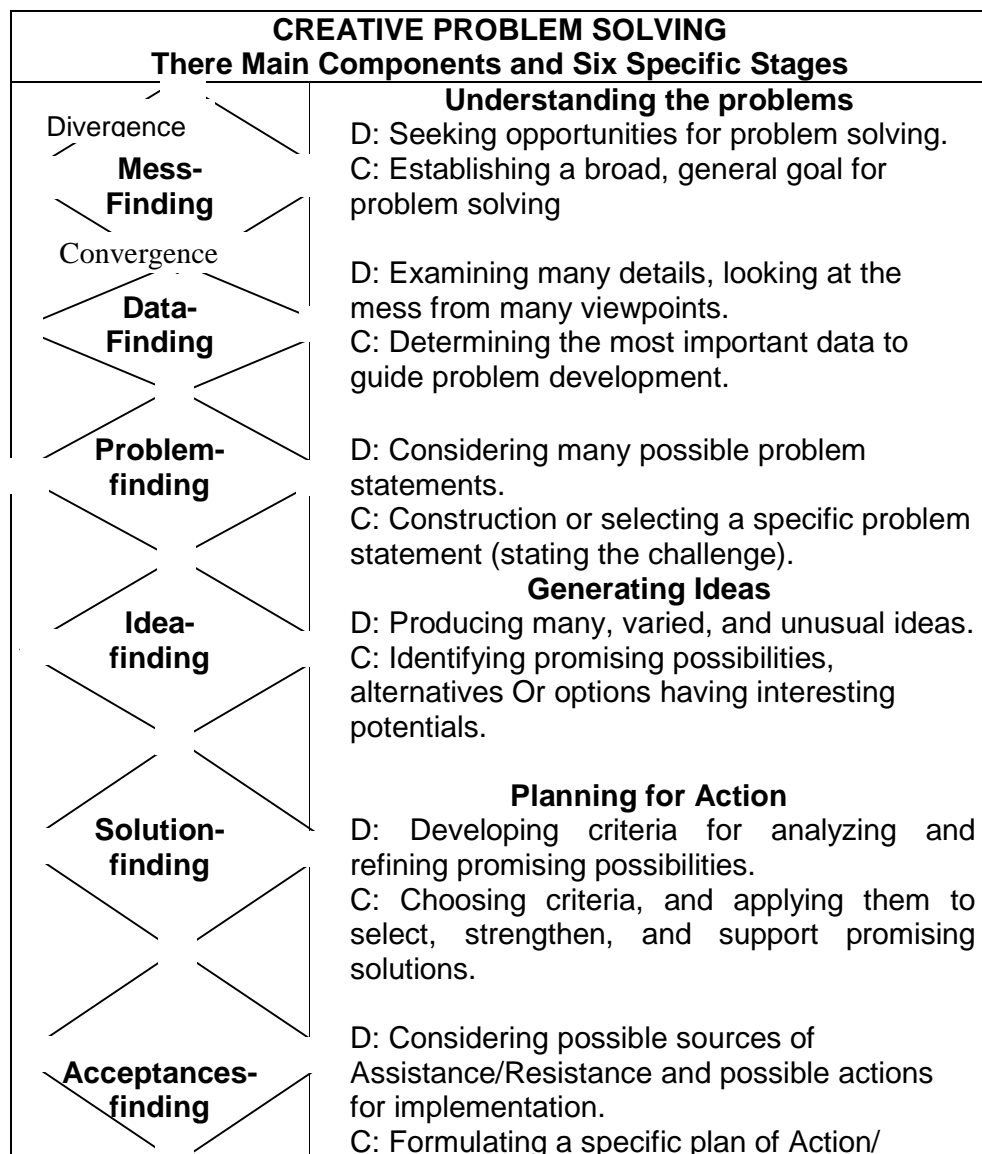 CREATIVE PROBLEM SOLVING
There Main Components and Six Specific Stages
Divergence
Mess-
Finding
Convergence
Data-
Finding
Problem-
finding
Idea-
finding
Solution-
finding
Acceptances-
finding
Understanding the problems
D: Seeking opportunities for problem solving.
C: Establishing a broad, general goal for
problem solving
D: Examining many details, looking at the
mess from many viewpoints.
C: Determining the most important data to
guide problem development.
D: Considering many possible problem
statements.
C: Construction or selecting a specific problem
statement (stating the challenge).
Generating Ideas
D: Producing many, varied, and unusual ideas.
C: Identifying promising possibilities,
alternatives Or options having interesting
potentials.
Planning for Action
D: Developing criteria for analyzing and
refining promising possibilities.
C: Choosing criteria, and applying them to
select, strengthen, and support promising
solutions.
D: Considering possible sources of
Assistance/Resistance and possible actions
for implementation.
C: Formulating a specific plan of Action/